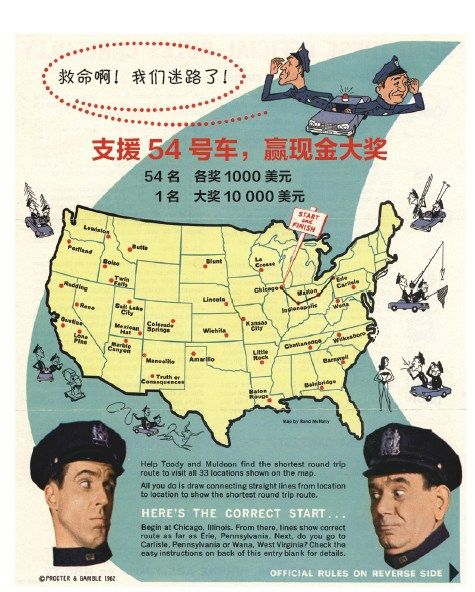 救命啊！我们迷路了！
支援 54 号车，赢现金大奖
54 名 各奖 1000 美元
1 名 大奖 10 000 美元
START
and
FINISH
Lewiston
Butte
Portland
Boise
Twin
Falls
Blunt
La
Crosse
Chicago
Erie
Carlisle
Marion
Indianapolis
Wana
Redding
Reno
Salt Lake
City
Lincoln
Kansas
City
Gustine
Lone
Pine
Mexican
Hat
Marble
Canyon
Colorado
Springs
Wichita
Chattanooga
Wilkesboro
Manuelito
Amarillo
Little
Rock
Barnwell
Truth or
Consequences
Baton
Rouge
Bainbridge
Map by Rand McNally
Help Toody and Muldoon find the shortest round trip
route to visit all 33 locations shown on the map.
All you do is draw connecting straight lines from location
to location to show the shortest round trip route.
HERE'S THE CORRECT START...
Begin at Chicago, Illinois. From there, lines show correct
route as far as Erie, Pennsylvania. Next, do you go to
Carlisle, Pennsylvania or Wana, West Virginia? Check the
easy instructions on back of this entry blank for details.
© PROCTER & GAMBLE 1962
OFFICIAL RULES ON REVERSE SIDE